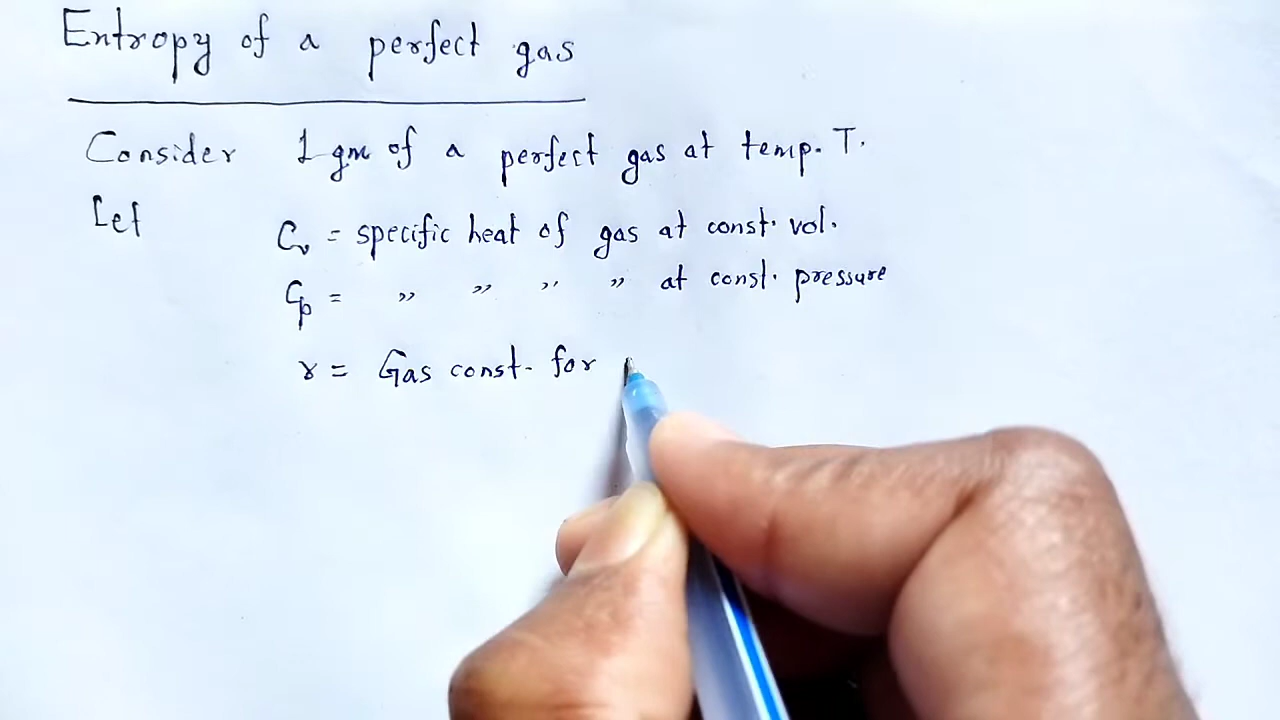 Entropy of a perfect gas
Consider 1 gm of a perfect gas at temp. T.
Let Cv = specific heat of gas at const. vol.
Cp = " " " " at const. pressure
r = Gas const. for